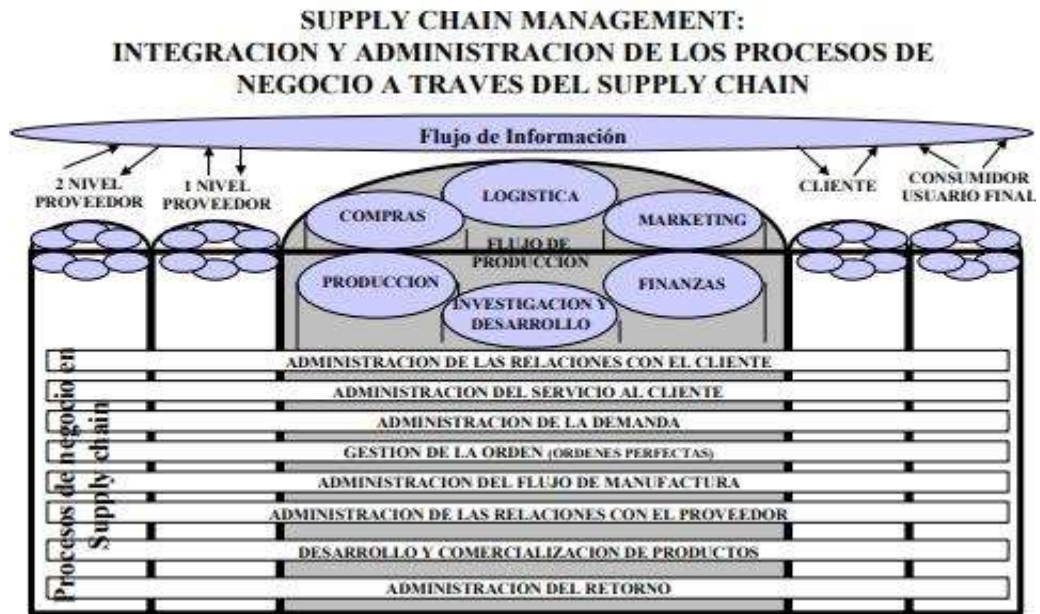 SUPPLY CHAIN MANAGEMENT:
INTEGRACION Y ADMINISTRACION DE LOS PROCESOS DE
NEGOCIO A TRAVES DEL SUPPLY CHAIN
Flujo de Información
2 NIVEL
PROVEEDOR
1 NIVEL
PROVEEDOR
CLIENTE
CONSUMIDOR
USUARIO FINAL
LOGISTICA
COMPRAS
MARKETING
FLUJO DE
PRODUCCION
PRODUCCION
FINANZAS
INVESTIGACION Y
DESARROLLO
ADMINISTRACION DE LAS RELACIONES CON EL CLIENTE
ADMINISTRACION DEL SERVICIO AL CLIENTE
ADMINISTRACION DE LA DEMANDA
GESTION DE LA ORDEN (ORDENES PERFECTAS)
ADMINISTRACION DEL FLUJO DE MANUFACTURA
ADMINISTRACION DE LAS RELACIONES CON EL PROVEEDOR
DESARROLLO Y COMERCIALIZACION DE PRODUCTOS
ADMINISTRACION DEL RETORNO
Procesos de negocio en
Supply chain